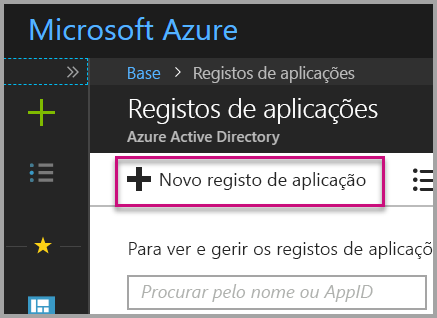 Microsoft Azure
Base > Registos de aplicações
Registos de aplicações
Azure Active Directory
Novo registo de aplicação
Para ver e gerir os registos de
Procurar pelo nome ou AppID